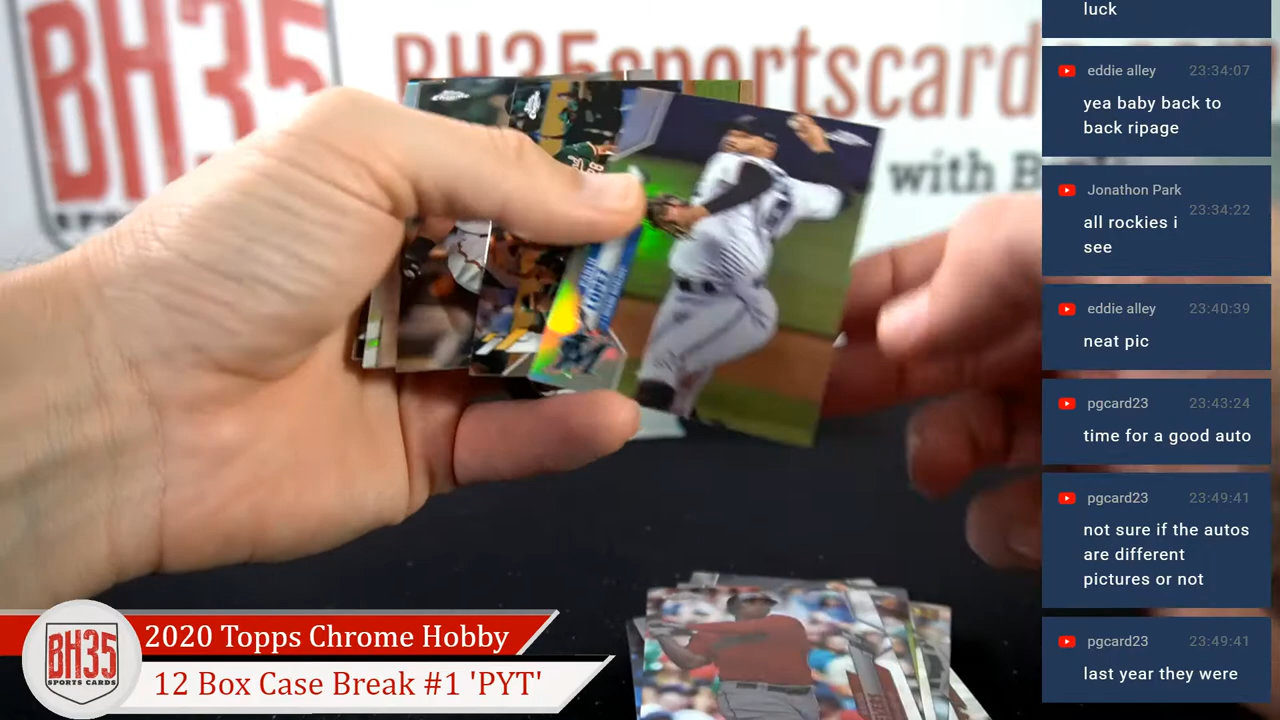 BH35
SPORTS
BH35sportscards
with B
luck
eddie alley 23:34:07
yea baby back to
back ripage
Jonathon Park
23:34:22
all rockies i
see
eddie alley 23:40:39
neat pic
pgcard23 23:43:24
time for a good auto
pgcard23 23:49:41
not sure if the autos
are different
pictures or not
pgcard23 23:49:41
last year they were
BH35
SPORTS CARDS
2020 Topps Chrome Hobby
12 Box Case Break #1 'PYT'